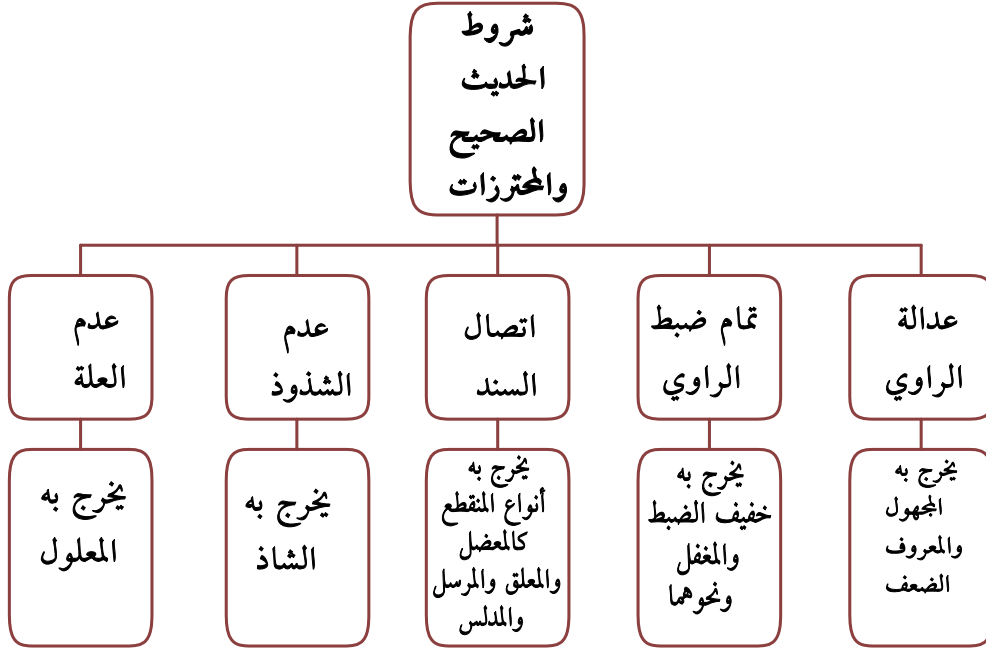 شروط
الحديث
الصحيح
والمحترزات
عدالة
الراوي
تمام ضبط
الراوي
اتصال
السند
عدم
الشذوذ
عدم
العلة
يخرج به
المجهول
والمعروف
الضعف
يخرج به
خفيف الضبط
والمغفل
ونحوهما
يخرج به
أنواع المنقطع
كالمعضل
والمعلق والمرسل
والمدلس
يخرج به
الشاذ
يخرج به
المعلول